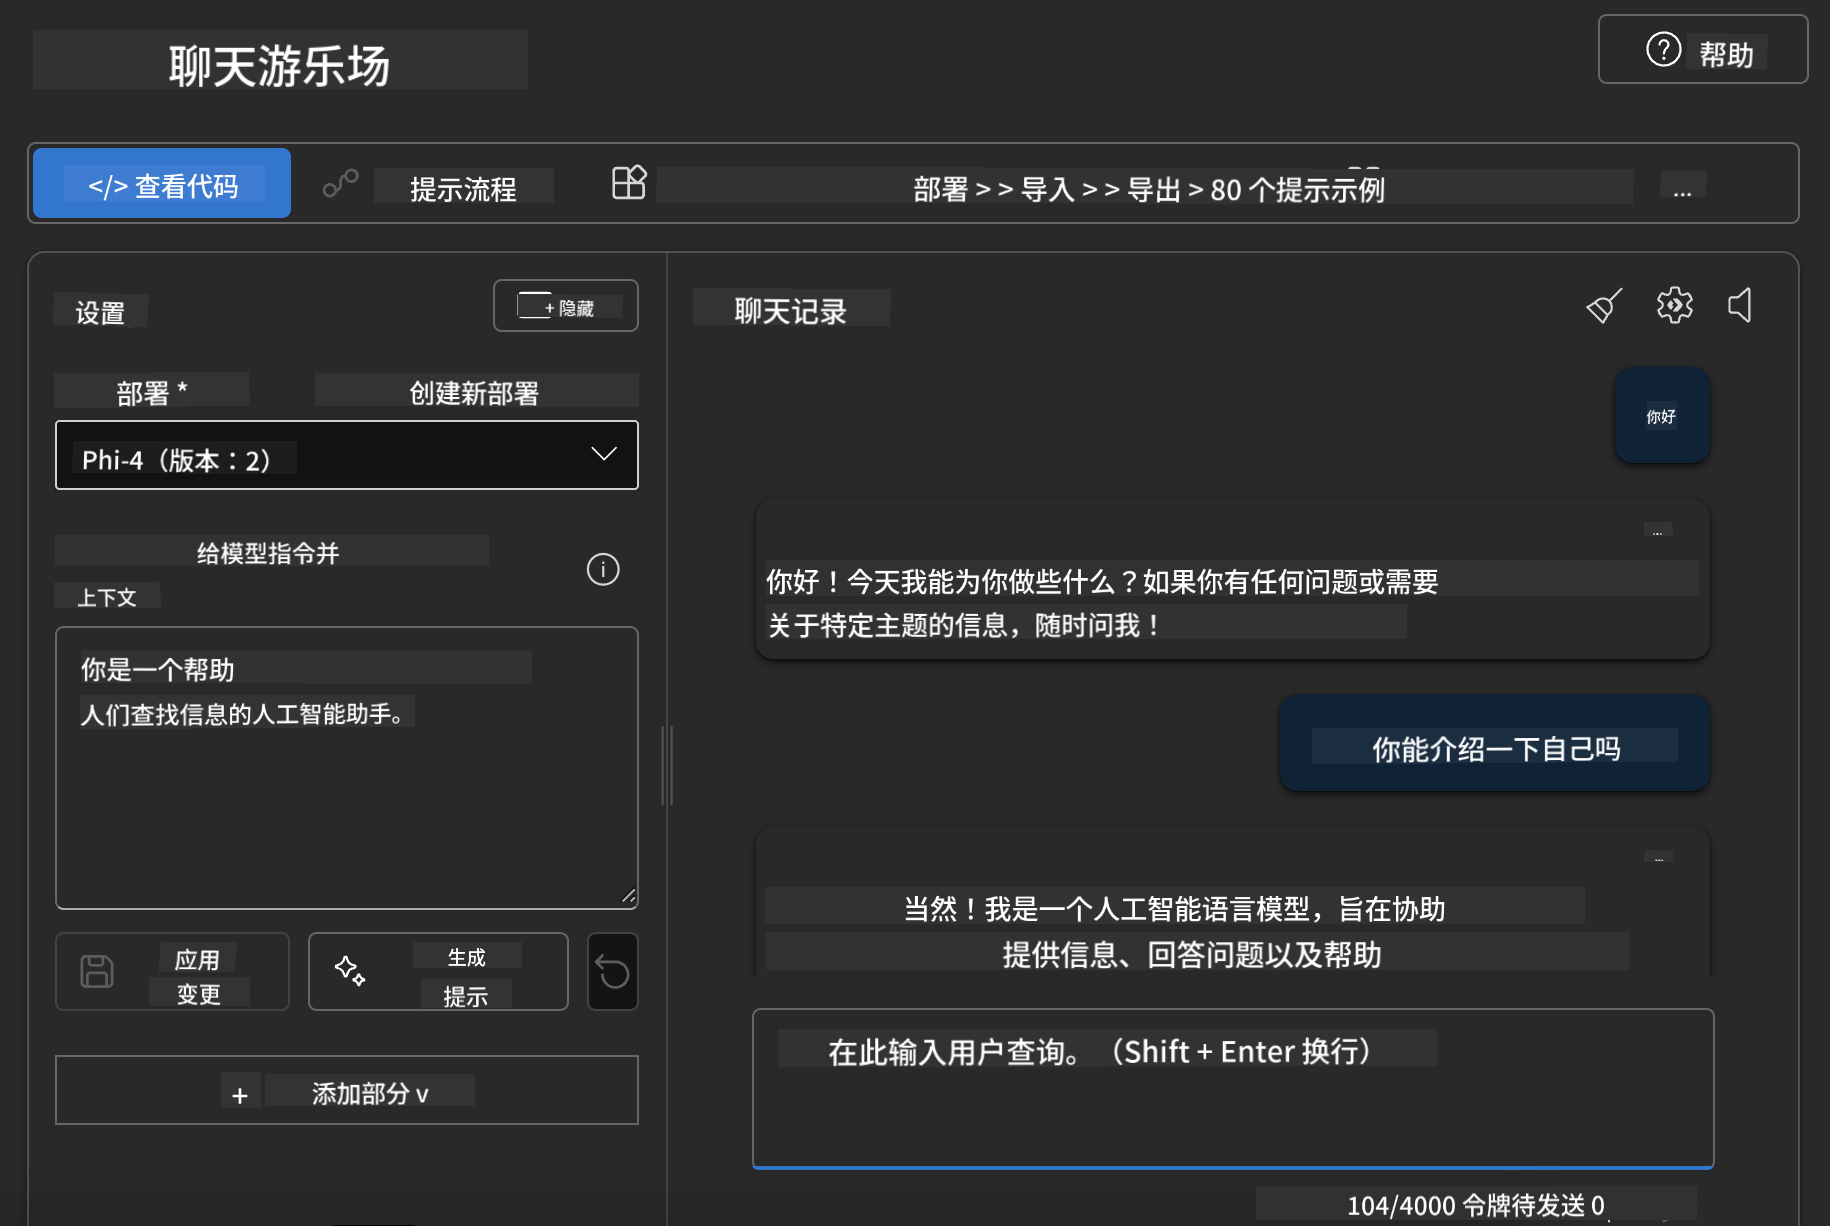 聊天游乐场
帮助
</> 查看代码
提示流程
部署 > > 导入 > > 导出 > 80 个提示示例
...
设置
+ 隐藏
聊天记录
部署 *
创建新部署
Phi-4（版本：2）
给模型指令并
上下文
你是一个帮助
人们查找信息的人工智能助手。
应用
变更
生成
提示
+ 添加部分 v
你好
...
你好！今天我能为你做些什么？如果你有任何问题或需要
关于特定主题的信息，随时问我！
你能介绍一下自己吗
...
当然！我是一个人工智能语言模型，旨在协助
提供信息、回答问题以及帮助
在此输入用户查询。（Shift + Enter 换行）
104/4000 令牌待发送 0